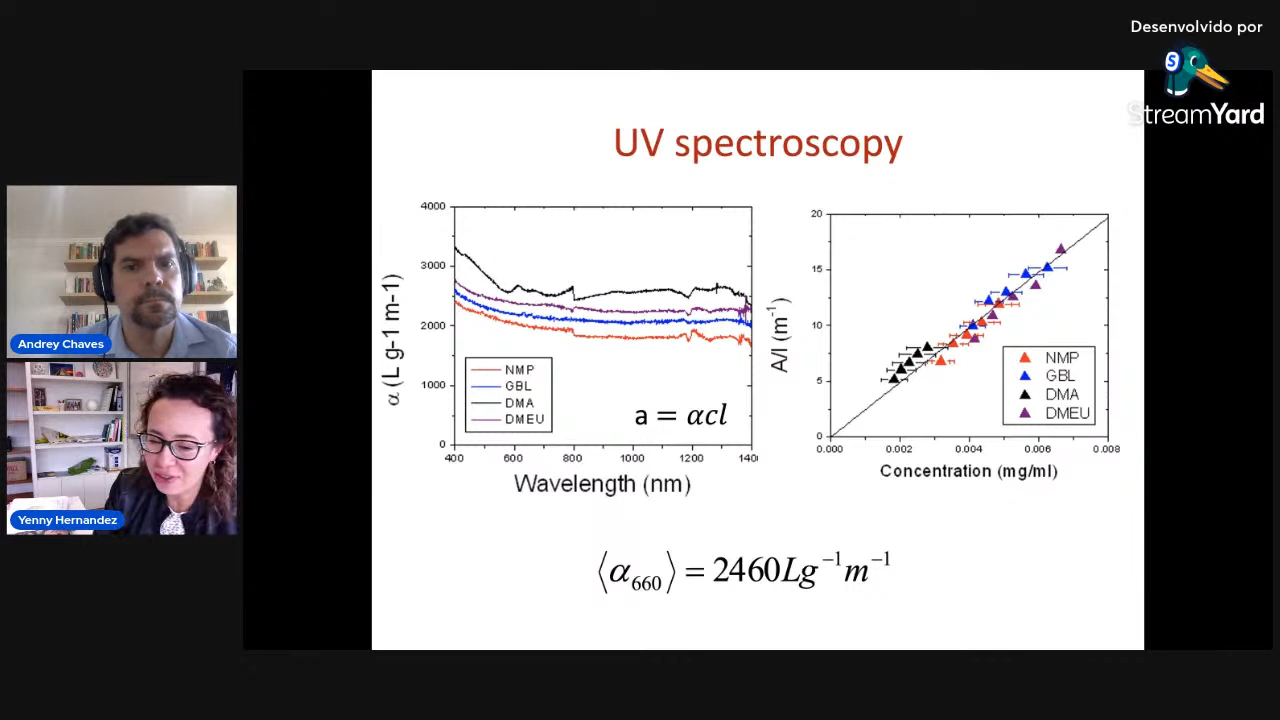 Desenvolvido por
StreamYard
UV spectroscopy
4000
3000
2000
1000
0
400
600
800
1000
1200
140
α (L g-1 m-1)
Wavelength (nm)
NMP
GBL
DMA
DMEU
a = αcl
20
15
10
5
0
0.000
0.002
0.004
0.006
0.008
A/l (m⁻¹)
Concentration (mg/ml)
NMP
GBL
DMA
DMEU
⟨α₆₆₀⟩ = 2460Lg⁻¹m⁻¹
Andrey Chaves
Yenny Hernandez